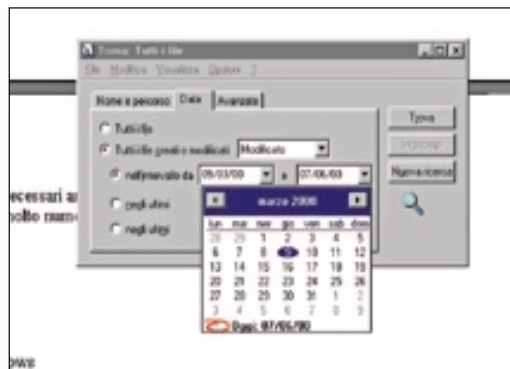 Trova: Tutti i file
File Modifica Visualizza Opzioni ?
Nome e percorso Data Avanzate
Tutti i file
Tutti i file creati o modificati Modificato
nell'intervallo da 09/03/00 e 07/06/00
negli ultimi
negli ultimi
Trova
Nuova ricerca
ecessari a
olto num
marzo 2000
lun mar mer gio ven sab dom
28 29 1 2 3 4 5
6 7 8 9 10 11 12
13 14 15 16 17 18 19
20 21 22 23 24 25 26
27 28 29 30 31 1 2
3 4 5 6 7 8 9
Oggi: 07/06/00
ows